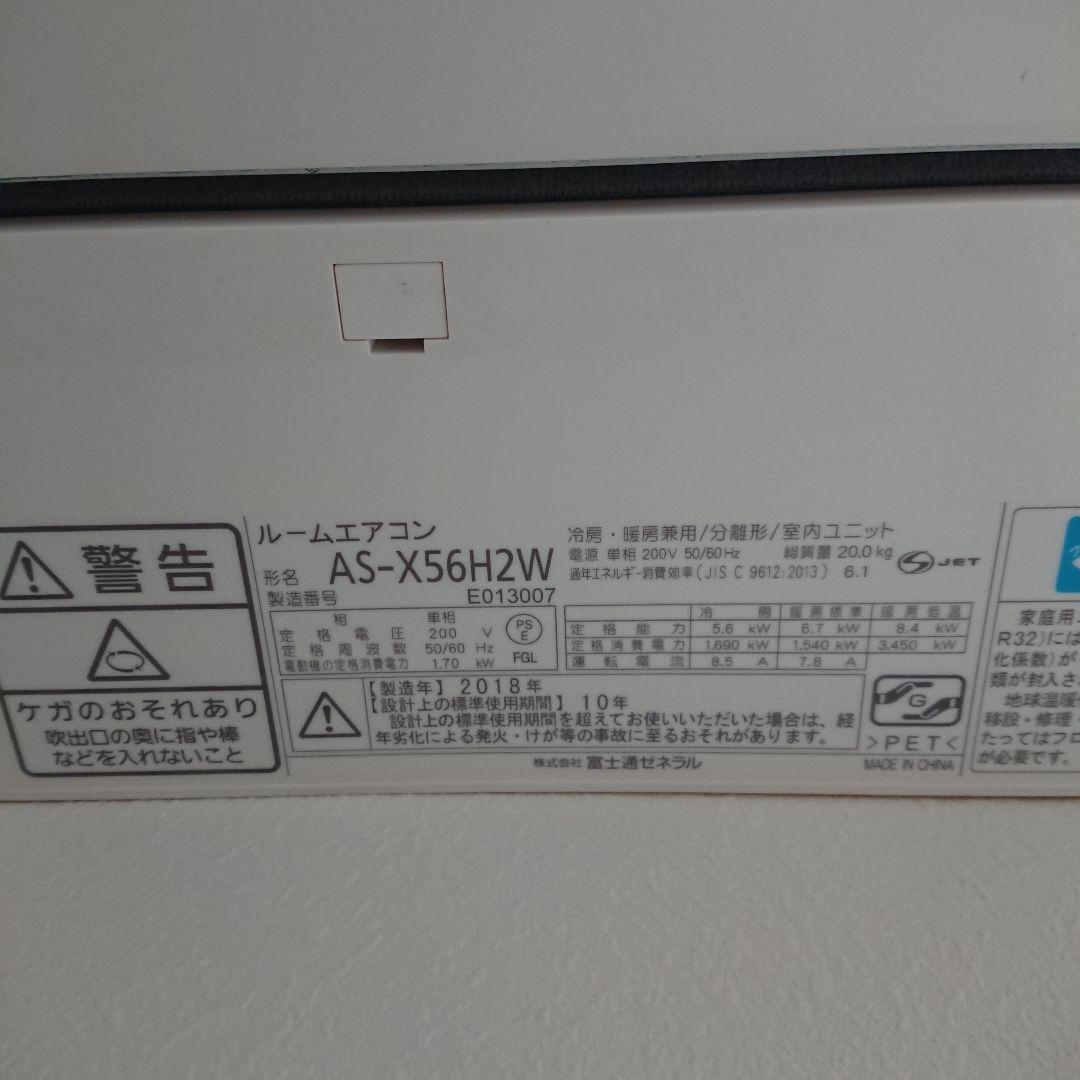 警告
ケガのおそれあり
吹出口の奥に指や棒
などを入れないこと
ルームエアコン
形名 AS-X56H2W
製造番号 E013007
相 単相
定格電圧 200 V
定格周波数 50/60 Hz
電動機の定格消費電力 1.70 kW
PS
E
FGL
冷房・暖房兼用/分離形/室内ユニット
電源 単相 200V 50/60Hz 総質量 20.0kg
通年エネルギー消費効率(JIS C 9612:2013) 6.1
S JET
冷房 暖房標準 暖房低温
定格能力 5.6 kW 6.7 kW 8.4 kW
定格消費電力 1.690 kW 1.540 kW 3.450 kW
運転電流 8.5 A 7.8 A
【製造年】2018年
【設計上の標準使用期間】10年
設計上の標準使用期間を超えてお使いいただいた場合は、経
年劣化による発火・けが等の事故に至るおそれがあります。
G
>PET<
株式会社 富士通ゼネラル
MADE IN CHINA
家庭用
R32)には
化係数)が
類が封入さ
地球温暖
移設・修理
たってはフロ
が必要です。